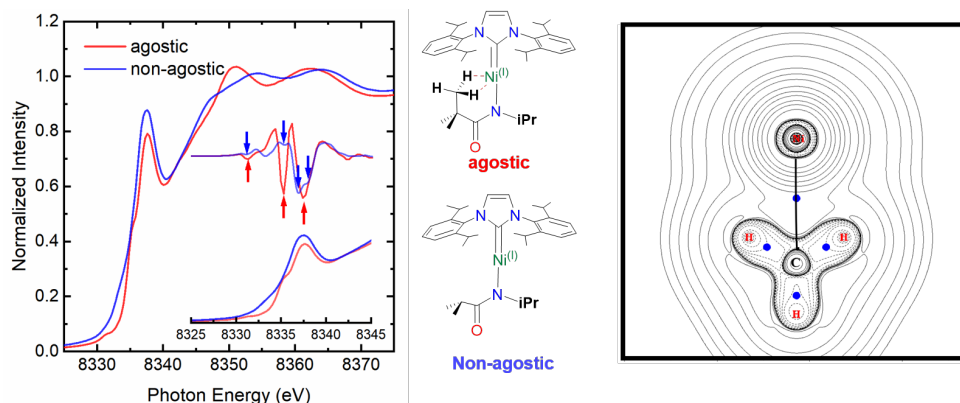 Normalized Intensity
1.2
1.0
0.8
0.6
0.4
0.2
0.0
agostic
non-agostic
8325 8330 8335 8340 8345
8330 8340 8350 8360 8370
Photon Energy (eV)
N N
Ni(I)
H
H
H
N
iPr
O
agostic
N N
Ni(I)
N
iPr
O
Non-agostic
H H
C
H